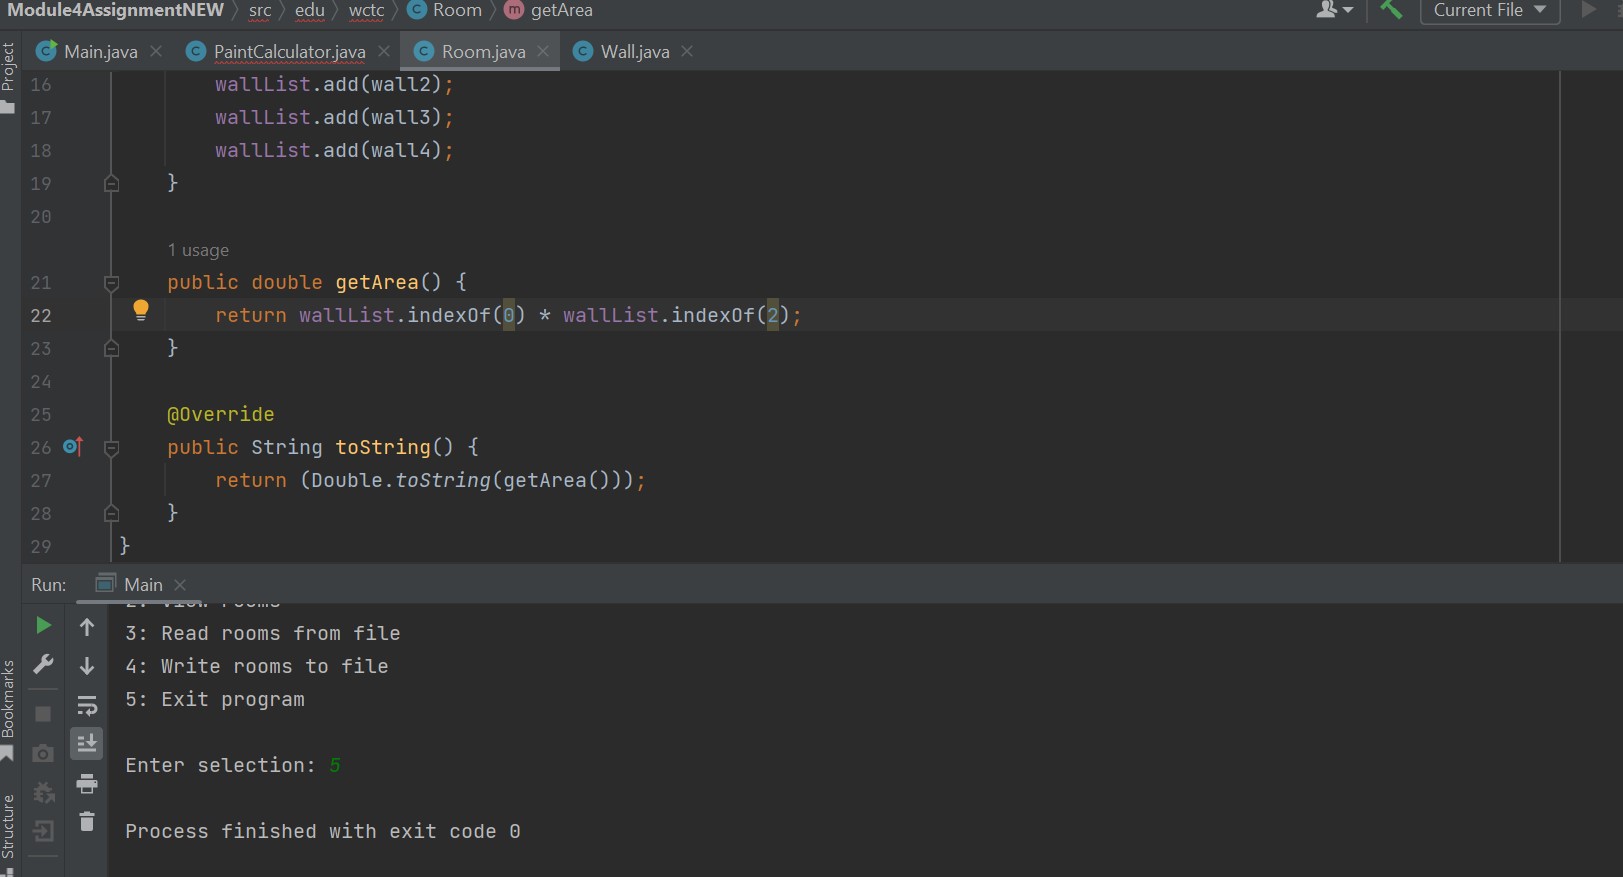 Module4AssignmentNEW src edu wctc Room getArea Current File
Main.java PaintCalculator.java Room.java Wall.java
Project
16 wallList.add(wall2);
17 wallList.add(wall3);
18 wallList.add(wall4);
19 }
20
1 usage
21 public double getArea() {
22 return wallList.indexOf(0) * wallList.indexOf(2);
23 }
24
25 @Override
26 public String toString() {
27 return (Double.toString(getArea()));
28 }
29 }
Run: Main
3: Read rooms from file
4: Write rooms to file
5: Exit program
Enter selection: 5
Process finished with exit code 0
Bookmarks
Structure